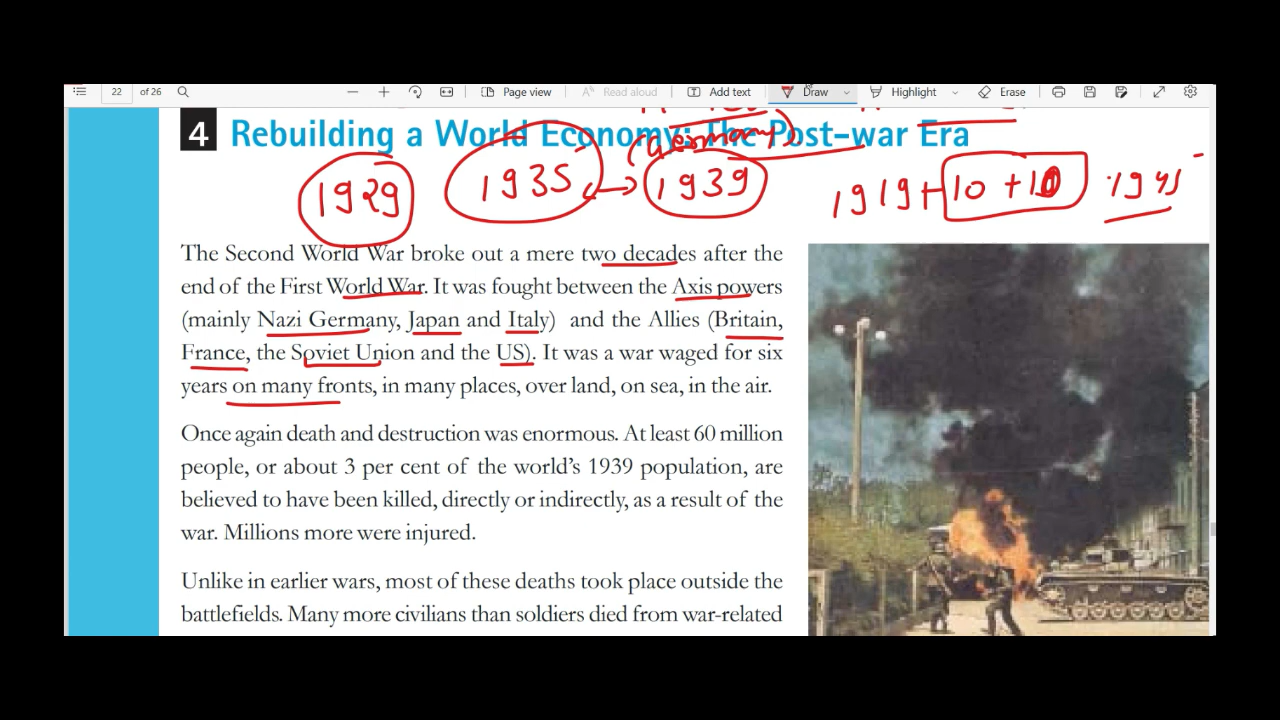 22 of 26 Page view Read aloud Add text Draw Highlight Erase
4 Rebuilding a World Economy: The Post-war Era
(Germany)
1929 1935 → 1939 1919+ 10 + 10 1945
The Second World War broke out a mere two decades after the
end of the First World War. It was fought between the Axis powers
(mainly Nazi Germany, Japan and Italy) and the Allies (Britain,
France, the Soviet Union and the US). It was a war waged for six
years on many fronts, in many places, over land, on sea, in the air.
Once again death and destruction was enormous. At least 60 million
people, or about 3 per cent of the world's 1939 population, are
believed to have been killed, directly or indirectly, as a result of the
war. Millions more were injured.
Unlike in earlier wars, most of these deaths took place outside the
battlefields. Many more civilians than soldiers died from war-related